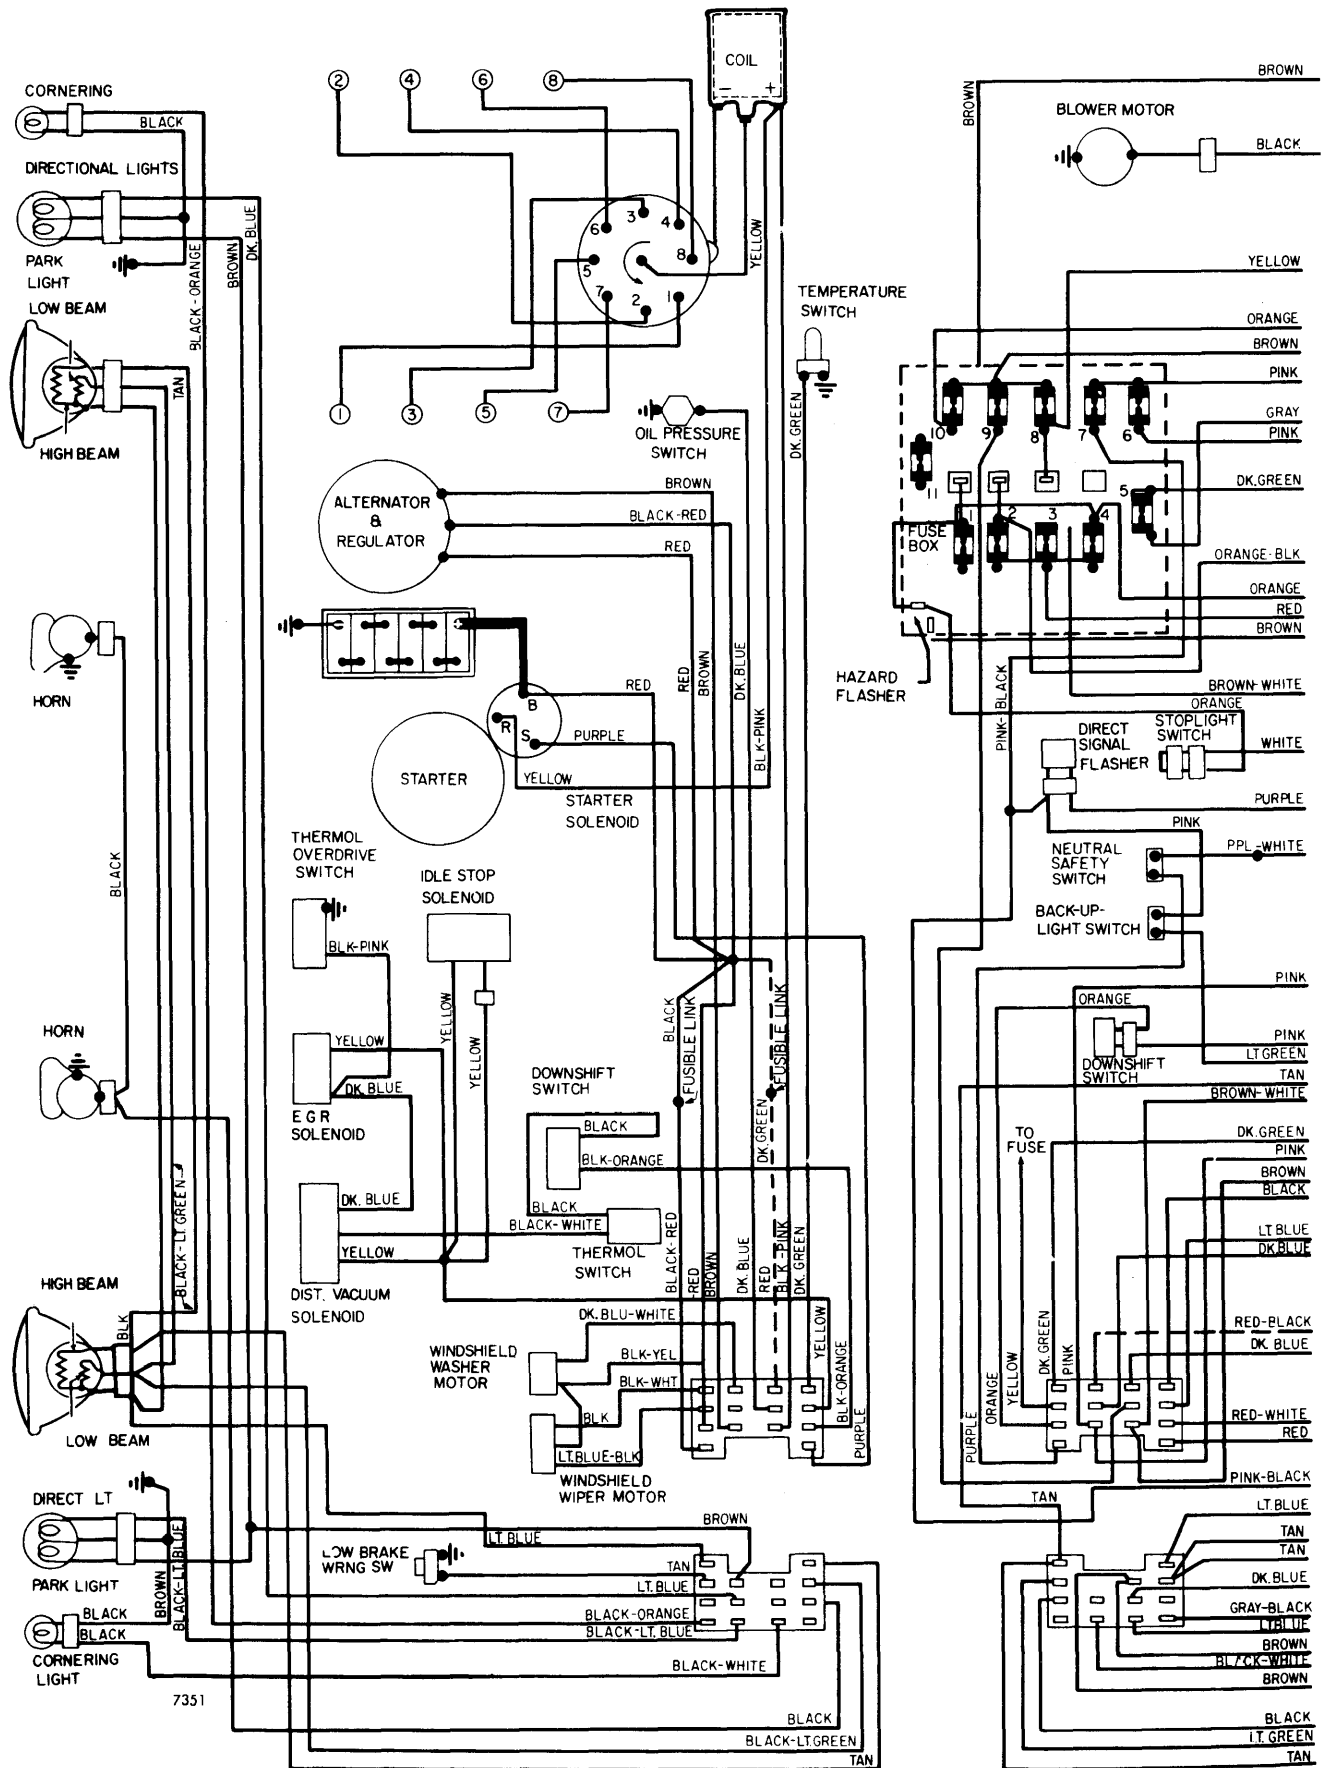 COIL
−
+
2
4
6
8
BROWN
BROWN
BLOWER MOTOR
BLACK
CORNERING
BLACK
DIRECTIONAL LIGHTS
DK. BLUE
BROWN
BLACK-ORANGE
PARK
LIGHT
LOW BEAM
TAN
HIGH BEAM
3
4
6
8
5
7
2
1
YELLOW
YELLOW
TEMPERATURE
SWITCH
DK. GREEN
1
3
5
7
OIL PRESSURE
SWITCH
ORANGE
BROWN
PINK
GRAY
PINK
DK.GREEN
ORANGE-BLK
ORANGE
RED
BROWN
10
9
8
7
6
11
5
1
2
3
4
FUSE
BOX
HAZARD
FLASHER
ALTERNATOR
&
REGULATOR
BROWN
BLACK-RED
RED
HORN
RED
B
R
S
PURPLE
YELLOW
STARTER
STARTER
SOLENOID
RED
BROWN
DK.BLUE
BLK-PINK
PINK-BLACK
BROWN-WHITE
ORANGE
DIRECT
SIGNAL
FLASHER
STOPLIGHT
SWITCH
WHITE
PURPLE
PINK
NEUTRAL
SAFETY
SWITCH
PPL-WHITE
BACK-UP-
LIGHT SWITCH
THERMOL
OVERDRIVE
SWITCH
BLK-PINK
IDLE STOP
SOLENOID
BLACK
YELLOW
YELLOW
BLACK
FUSIBLE LINK
FUSIBLE LINK
PINK
ORANGE
PINK
LT GREEN
DOWNSHIFT
SWITCH
TAN
BROWN-WHITE
HORN
YELLOW
DK.BLUE
E G R
SOLENOID
DOWNSHIFT
SWITCH
BLACK
BLK-ORANGE
DK.GREEN
TO
FUSE
DK.GREEN
PINK
BROWN
BLACK
LT BLUE
DK.BLUE
BLACK-LT.GREEN
DK. BLUE
BLACK
BLACK-WHITE
YELLOW
THERMOL
SWITCH
DIST. VACUUM
SOLENOID
BLACK-RED
RED
BROWN
DK.BLUE
RED
BLK-PINK
DK.GREEN
YELLOW
BLK-ORANGE
PURPLE
HIGH BEAM
BLK
LOW BEAM
DK.BLU-WHITE
WINDSHIELD
WASHER
MOTOR
BLK-YEL
BLK-WHT
BLK
LT.BLUE-BLK
WINDSHIELD
WIPER MOTOR
PURPLE
ORANGE
YELLOW
DK.GREEN
PINK
RED-BLACK
DK. BLUE
RED-WHITE
RED
PINK-BLACK
TAN
LT.BLUE
TAN
TAN
DK.BLUE
GRAY-BLACK
LT.BLUE
BROWN
BLACK-WHITE
BROWN
BLACK
LT. GREEN
TAN
DIRECT LT
PARK LIGHT
BROWN
BLACK-LT.BLUE
BLACK
BLACK
CORNERING
LIGHT
7351
BROWN
LT.BLUE
LOW BRAKE
WRNG SW
TAN
LT.BLUE
BLACK-ORANGE
BLACK-LT. BLUE
BLACK-WHITE
BLACK
BLACK-LT.GREEN
TAN